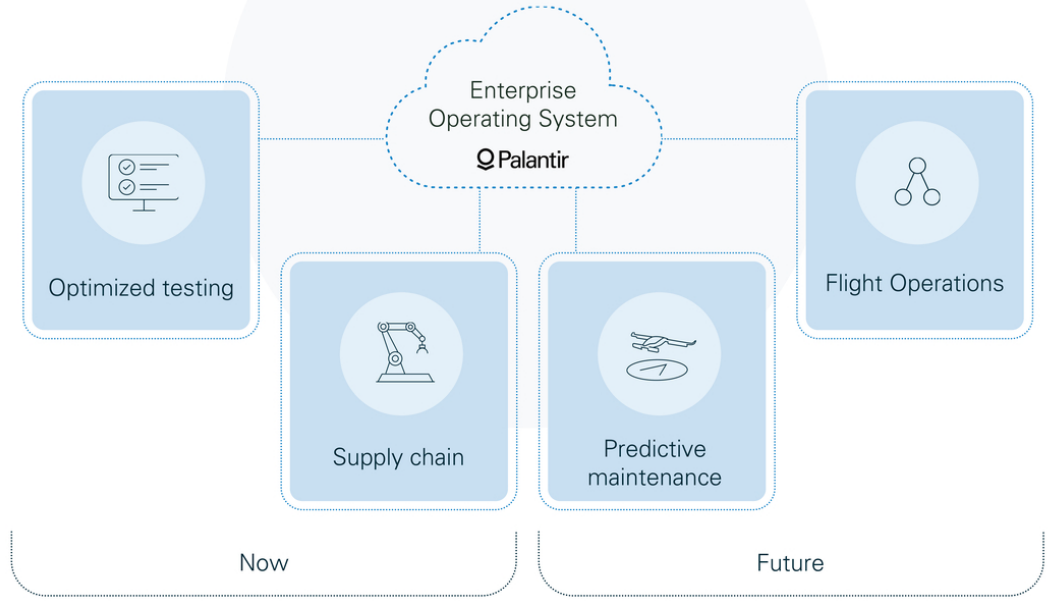 Enterprise
Operating System
Palantir
Optimized testing
Flight Operations
Supply chain
Predictive
maintenance
Now
Future